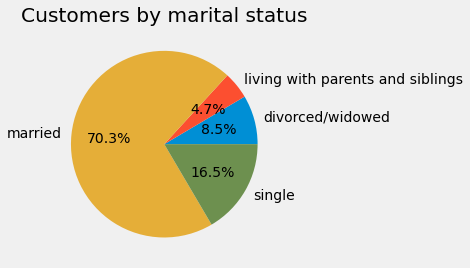 Customers by marital status
living with parents and siblings
4.7%
divorced/widowed
8.5%
married
70.3%
16.5%
single